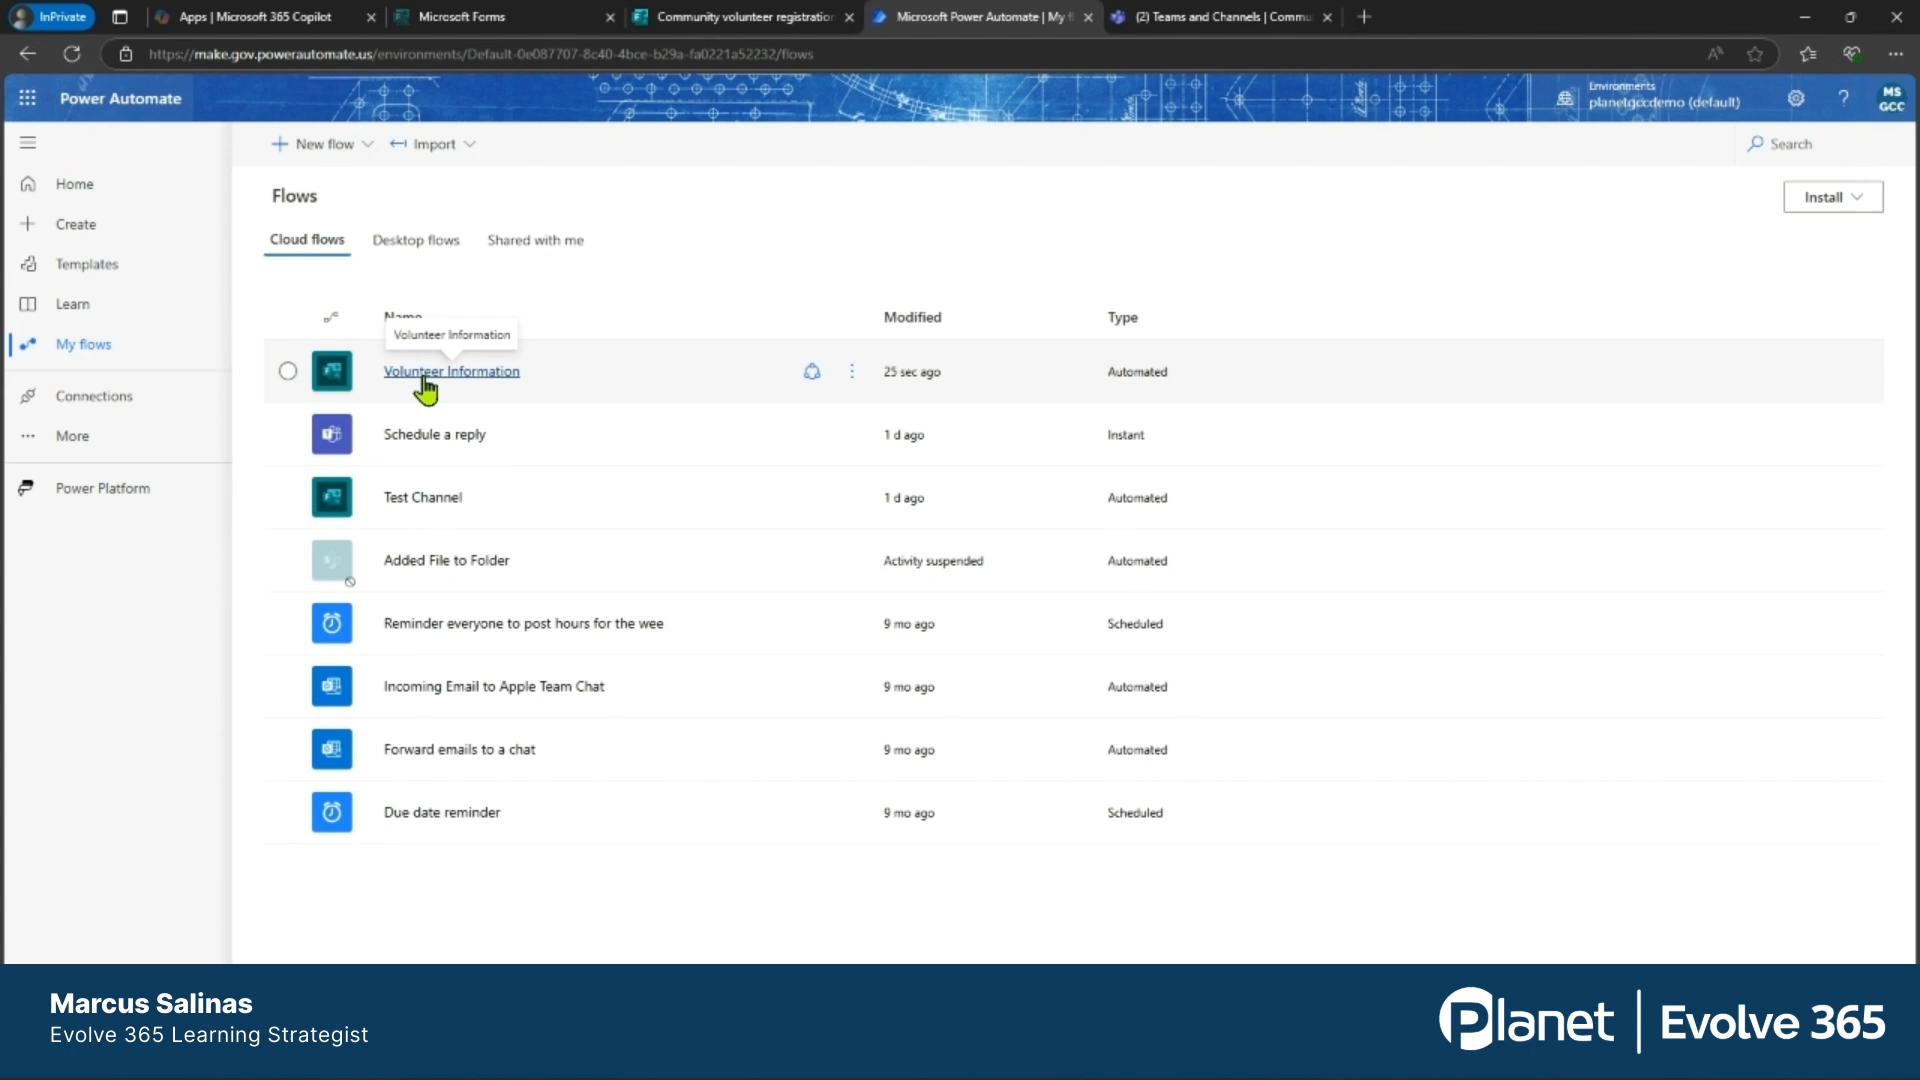 InPrivate
Apps | Microsoft 365 Copilot
Microsoft Forms
Community volunteer registration
Microsoft Power Automate | My f
(2) Teams and Channels | Commu
https://make.gov.powerautomate.us/environments/Default-0e087707-8c40-4bce-b29a-fa0221a52232/flows
Power Automate
Environments
planetgccdemo (default)
?
MS
GCC
New flow
Import
Search
Home
Create
Templates
Learn
My flows
Connections
More
Power Platform
Flows
Install
Cloud flows
Desktop flows
Shared with me
Name
Modified
Type
Volunteer Information
Volunteer Information
25 sec ago
Automated
Schedule a reply
1 d ago
Instant
Test Channel
1 d ago
Automated
Added File to Folder
Activity suspended
Automated
Reminder everyone to post hours for the wee
9 mo ago
Scheduled
Incoming Email to Apple Team Chat
9 mo ago
Automated
Forward emails to a chat
9 mo ago
Automated
Due date reminder
9 mo ago
Scheduled
Marcus Salinas
Evolve 365 Learning Strategist
Planet | Evolve 365